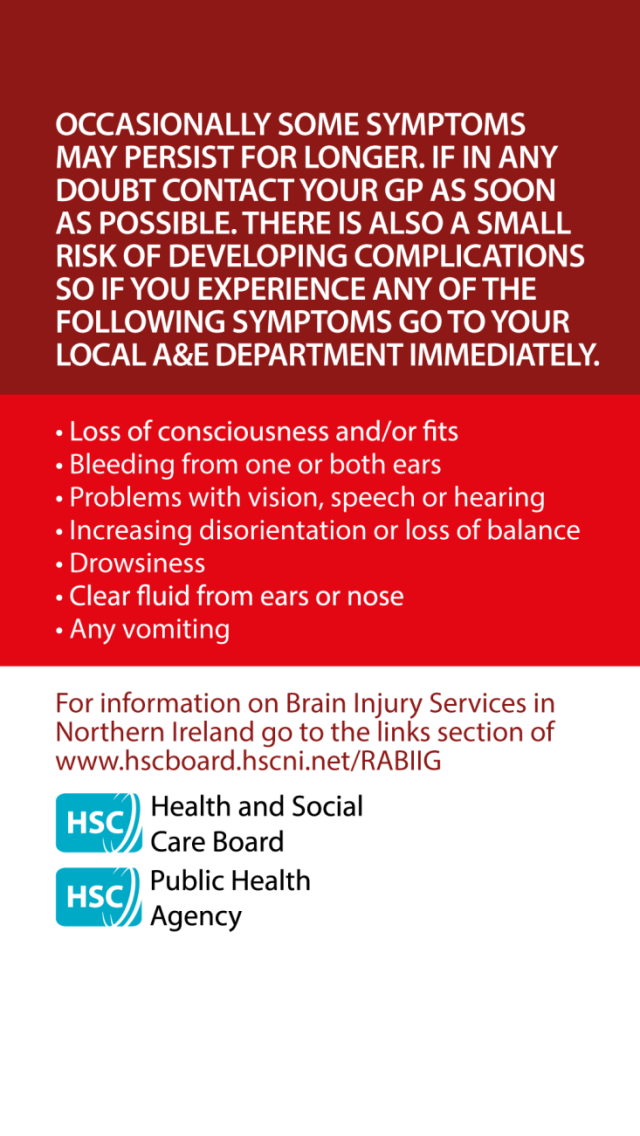 OCCASIONALLY SOME SYMPTOMS
MAY PERSIST FOR LONGER. IF IN ANY
DOUBT CONTACT YOUR GP AS SOON
AS POSSIBLE. THERE IS ALSO A SMALL
RISK OF DEVELOPING COMPLICATIONS
SO IF YOU EXPERIENCE ANY OF THE
FOLLOWING SYMPTOMS GO TO YOUR
LOCAL A&E DEPARTMENT IMMEDIATELY.
• Loss of consciousness and/or fits
• Bleeding from one or both ears
• Problems with vision, speech or hearing
• Increasing disorientation or loss of balance
• Drowsiness
• Clear fluid from ears or nose
• Any vomiting
For information on Brain Injury Services in
Northern Ireland go to the links section of
www.hscboard.hscni.net/RABIIG
HSC
Health and Social
Care Board
HSC
Public Health
Agency